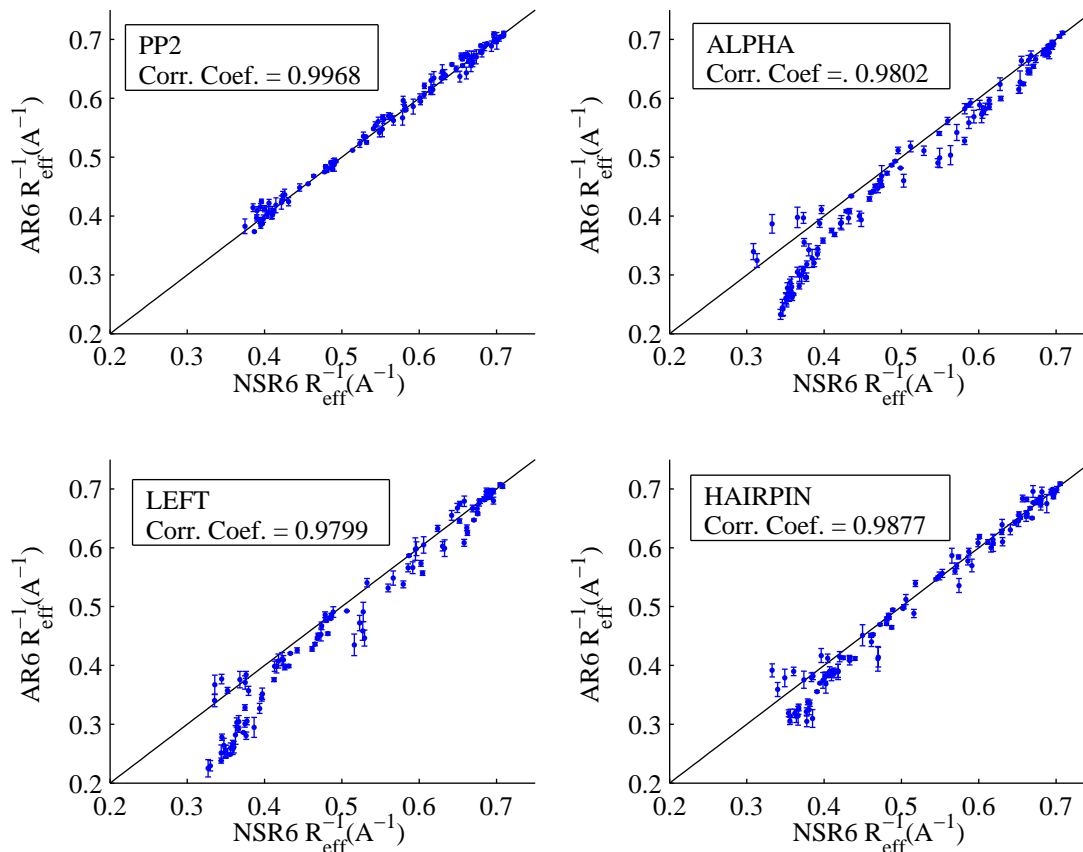 PP2
Corr. Coef. = 0.9968
0.7
0.6
0.5
0.4
0.3
0.2
AR6 R_eff^{-1}(A^{-1})
0.2 0.3 0.4 0.5 0.6 0.7
NSR6 R_eff^{-1}(A^{-1})
ALPHA
Corr. Coef =. 0.9802
0.7
0.6
0.5
0.4
0.3
0.2
AR6 R_eff^{-1}(A^{-1})
0.2 0.3 0.4 0.5 0.6 0.7
NSR6 R_eff^{-1}(A^{-1})
LEFT
Corr. Coef. = 0.9799
0.7
0.6
0.5
0.4
0.3
0.2
AR6 R_eff^{-1}(A^{-1})
0.2 0.3 0.4 0.5 0.6 0.7
NSR6 R_eff^{-1}(A^{-1})
HAIRPIN
Corr. Coef. = 0.9877
0.7
0.6
0.5
0.4
0.3
0.2
AR6 R_eff^{-1}(A^{-1})
0.2 0.3 0.4 0.5 0.6 0.7
NSR6 R_eff^{-1}(A^{-1})